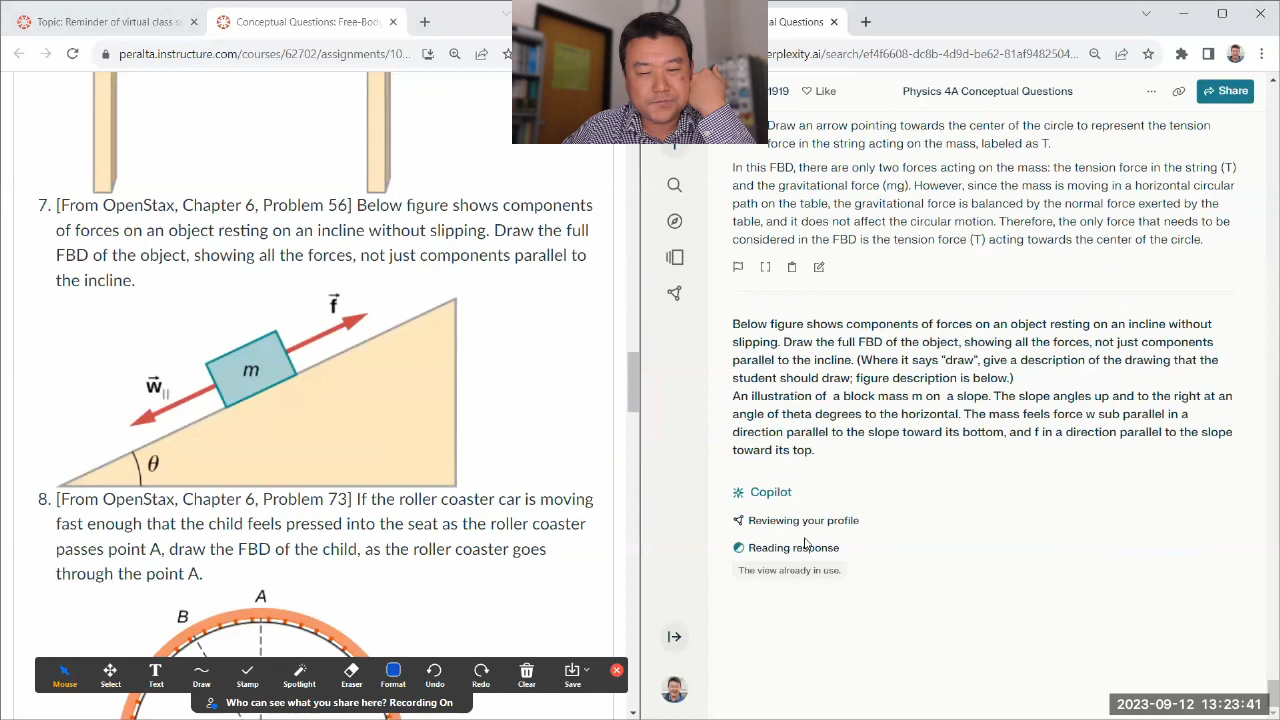 Topic: Reminder of virtual class s
Conceptual Questions: Free-Bod
al Questions
peralta.instructure.com/courses/62702/assignments/10...
erplexity.ai/search/ef4f6608-dc8b-4d9d-be62-81af9482504...
1919
Like
Physics 4A Conceptual Questions
Share
Draw an arrow pointing towards the center of the circle to represent the tension
force in the string acting on the mass, labeled as T.
In this FBD, there are only two forces acting on the mass: the tension force in the string (T)
and the gravitational force (mg). However, since the mass is moving in a horizontal circular
path on the table, the gravitational force is balanced by the normal force exerted by the
table, and it does not affect the circular motion. Therefore, the only force that needs to be
considered in the FBD is the tension force (T) acting towards the center of the circle.
7. [From OpenStax, Chapter 6, Problem 56] Below figure shows components
of forces on an object resting on an incline without slipping. Draw the full
FBD of the object, showing all the forces, not just components parallel to
the incline.
f
m
w||
θ
8. [From OpenStax, Chapter 6, Problem 73] If the roller coaster car is moving
fast enough that the child feels pressed into the seat as the roller coaster
passes point A, draw the FBD of the child, as the roller coaster goes
through the point A.
A
B
Below figure shows components of forces on an object resting on an incline without
slipping. Draw the full FBD of the object, showing all the forces, not just components
parallel to the incline. (Where it says "draw", give a description of the drawing that the
student should draw; figure description is below.)
An illustration of a block mass m on a slope. The slope angles up and to the right at an
angle of theta degrees to the horizontal. The mass feels force w sub parallel in a
direction parallel to the slope toward its bottom, and f in a direction parallel to the slope
toward its top.
Copilot
Reviewing your profile
Reading response
The view already in use.
Mouse Select Text Draw Stamp Spotlight Eraser Format Undo Redo Clear Save
Who can see what you share here? Recording On
2023-09-12 13:23:41